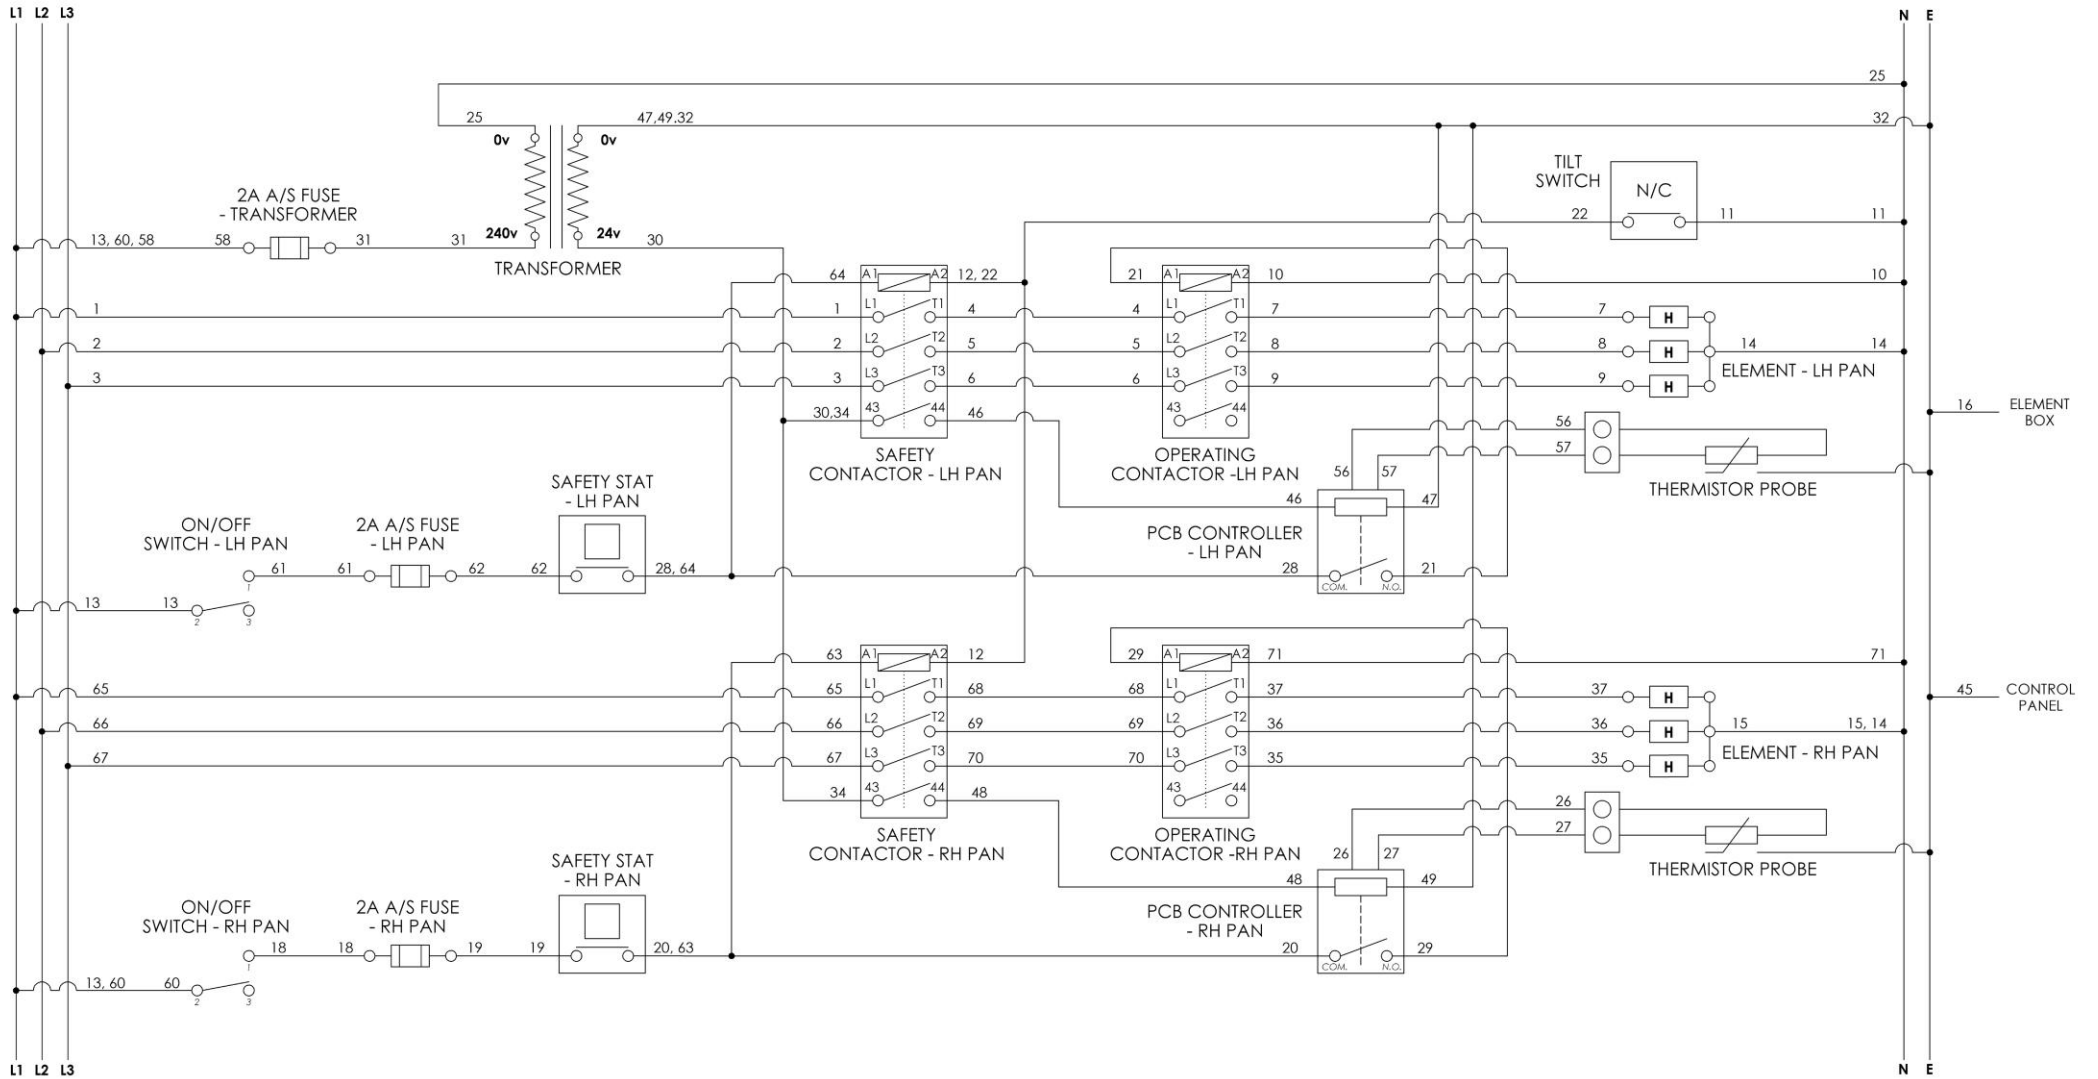 L1 L2 L3
N E
25
25
47,49,32
32
0v
0v
TILT
SWITCH
N/C
2A A/S FUSE
- TRANSFORMER
22
11
11
13, 60, 58
58
31
31
240v
24v
30
TRANSFORMER
64
A1
A2
12, 22
21
A1
A2
10
10
1
1
L1
T1
4
4
L1
T1
7
7
H
2
2
L2
T2
5
5
L2
T2
8
8
H
14
14
3
3
L3
T3
6
6
L3
T3
9
9
H
ELEMENT - LH PAN
30,34
43
44
46
43
44
16
ELEMENT
BOX
56
57
SAFETY
CONTACTOR - LH PAN
OPERATING
CONTACTOR -LH PAN
56
57
THERMISTOR PROBE
SAFETY STAT
- LH PAN
46
47
ON/OFF
SWITCH - LH PAN
2A A/S FUSE
- LH PAN
PCB CONTROLLER
- LH PAN
61
61
62
62
28, 64
28
21
1
COM.
N.O.
13
13
2
3
63
A1
A2
12
29
A1
A2
71
71
65
65
L1
T1
68
68
L1
T1
37
37
H
45
CONTROL
PANEL
66
66
L2
T2
69
69
L2
T2
36
36
H
15
15, 14
67
67
L3
T3
70
70
L3
T3
35
35
H
ELEMENT - RH PAN
34
43
44
48
43
44
26
27
SAFETY
CONTACTOR - RH PAN
OPERATING
CONTACTOR -RH PAN
26
27
THERMISTOR PROBE
SAFETY STAT
- RH PAN
48
49
ON/OFF
SWITCH - RH PAN
2A A/S FUSE
- RH PAN
PCB CONTROLLER
- RH PAN
18
18
19
19
20, 63
20
29
1
COM.
N.O.
13, 60
60
2
3
L1 L2 L3
N E